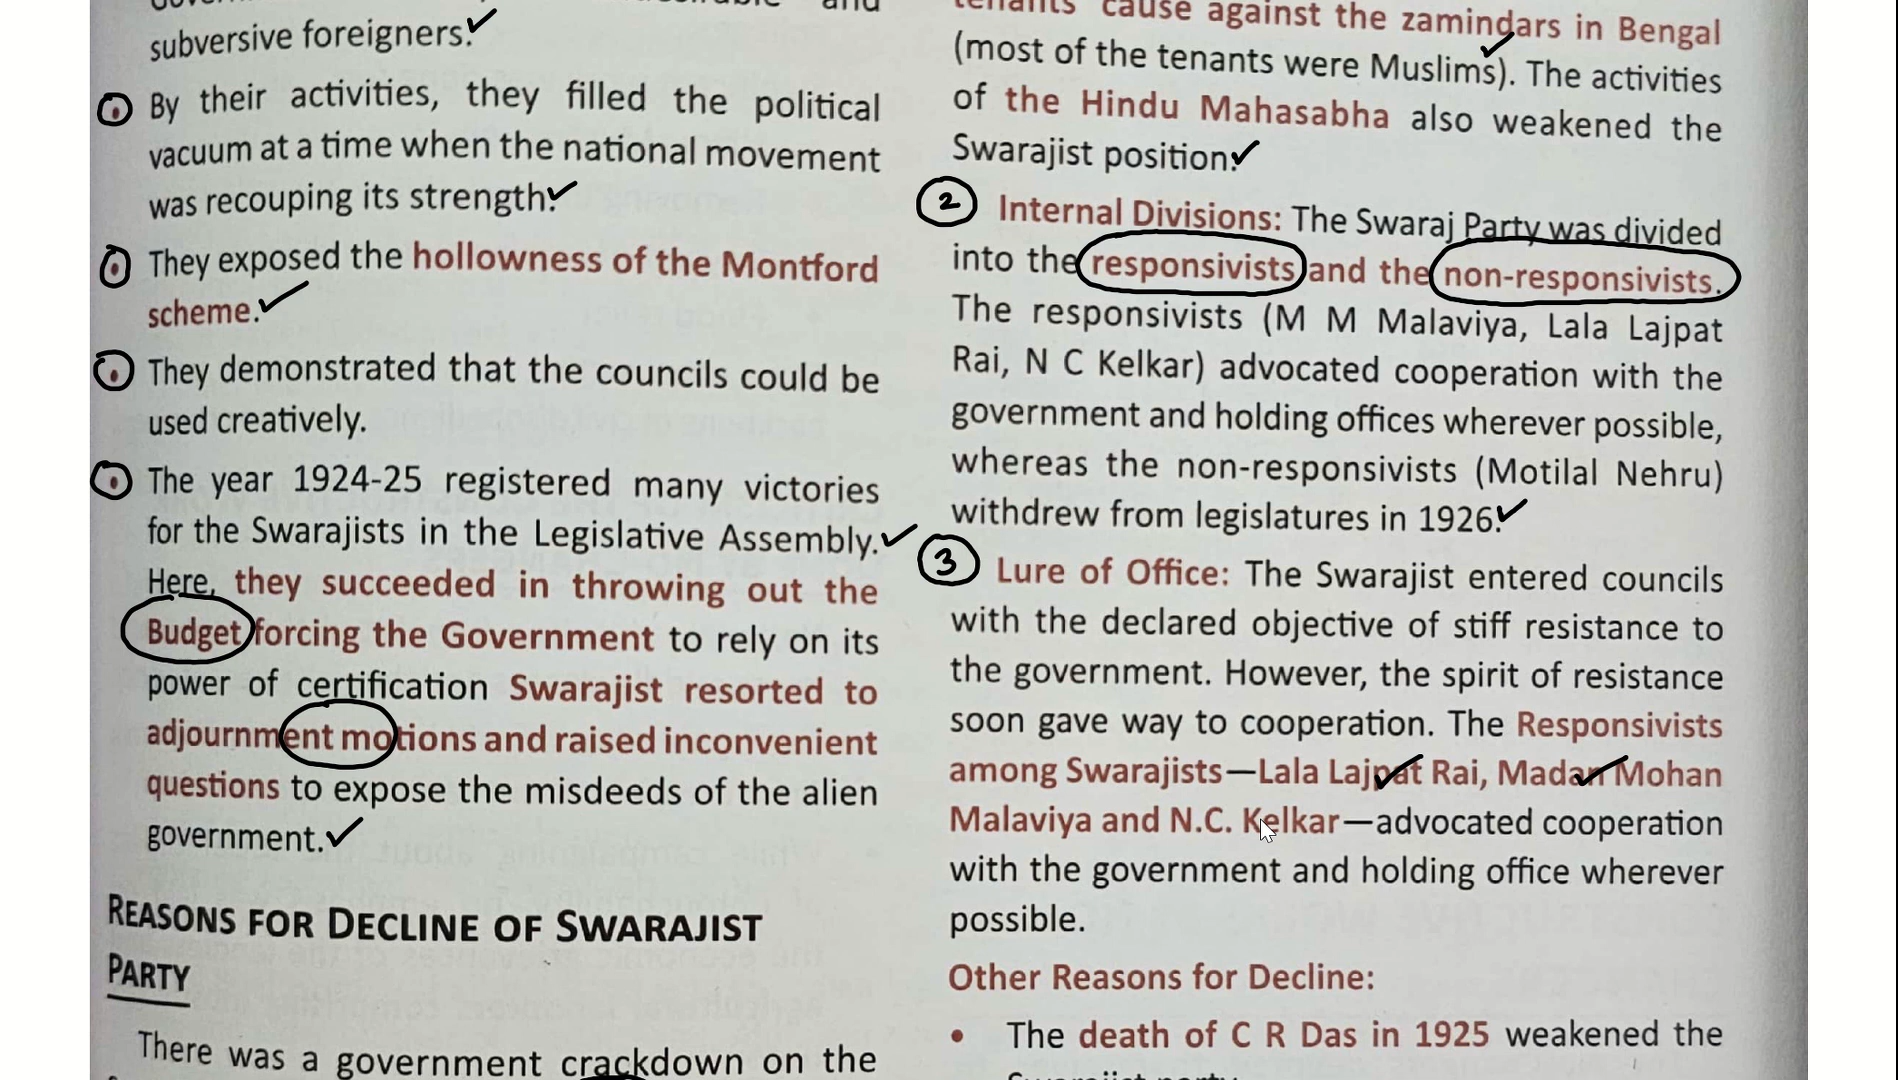 and
subversive foreigners.
By their activities, they filled the political
vacuum at a time when the national movement
was recouping its strength.
They exposed the hollowness of the Montford
scheme.
They demonstrated that the councils could be
used creatively.
The year 1924-25 registered many victories
for the Swarajists in the Legislative Assembly.
Here, they succeeded in throwing out the
Budget forcing the Government to rely on its
power of certification Swarajist resorted to
adjournment motions and raised inconvenient
questions to expose the misdeeds of the alien
government.
REASONS FOR DECLINE OF SWARAJIST
PARTY
There was a government crackdown on the
tenants' cause against the zamindars in Bengal
(most of the tenants were Muslims). The activities
of the Hindu Mahasabha also weakened the
Swarajist position.
2 Internal Divisions: The Swaraj Party was divided
into the responsivists and the non-responsivists.
The responsivists (M M Malaviya, Lala Lajpat
Rai, N C Kelkar) advocated cooperation with the
government and holding offices wherever possible,
whereas the non-responsivists (Motilal Nehru)
withdrew from legislatures in 1926.
3 Lure of Office: The Swarajist entered councils
with the declared objective of stiff resistance to
the government. However, the spirit of resistance
soon gave way to cooperation. The Responsivists
among Swarajists—Lala Lajpat Rai, Madan Mohan
Malaviya and N.C. Kelkar—advocated cooperation
with the government and holding office wherever
possible.
Other Reasons for Decline:
• The death of C R Das in 1925 weakened the